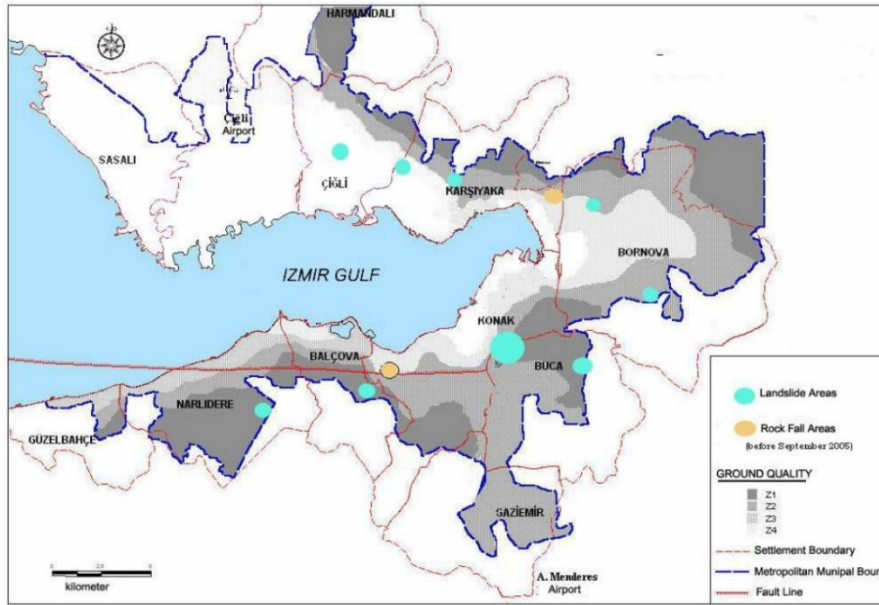 HARMANDALI
Çiğli
Airport
SASALI
ÇİĞLİ
KARŞIYAKA
BORNOVA
IZMIR GULF
KONAK
BALÇOVA
BUCA
NARLIDERE
GÜZELBAHÇE
GAZİEMİR
A. Menderes
Airport
kilometer
Landslide Areas
Rock Fall Areas
(before September 2005)
GROUND QUALITY
Z1
Z2
Z3
Z4
Settlement Boundary
Metropolitan Munipal Boun
Fault Line